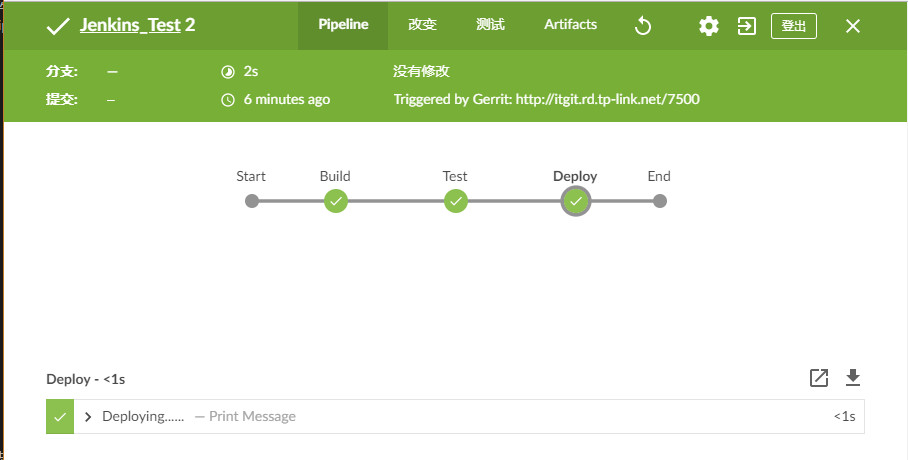 Jenkins_Test 2 Pipeline 改变 测试 Artifacts 登出
分支: — 2s 没有修改
提交: – 6 minutes ago Triggered by Gerrit: http://itgit.rd.tp-link.net/7500
Start Build Test Deploy End
Deploy - <1s
Deploying...... — Print Message <1s